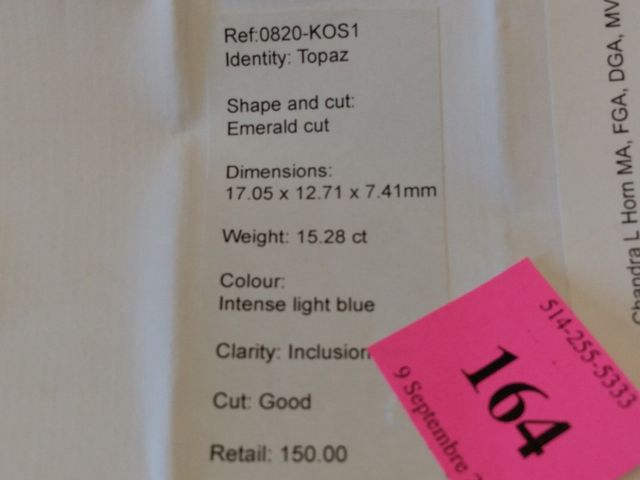 Ref:0820-KOS1
Identity: Topaz
Shape and cut:
Emerald cut
Dimensions:
17.05 x 12.71 x 7.41mm
Weight: 15.28 ct
Colour:
Intense light blue
Clarity: Inclusion
Cut: Good
Retail: 150.00
514-255-5333
164
9 Septembre
Chandra L Horn MA, FGA, DGA, MV